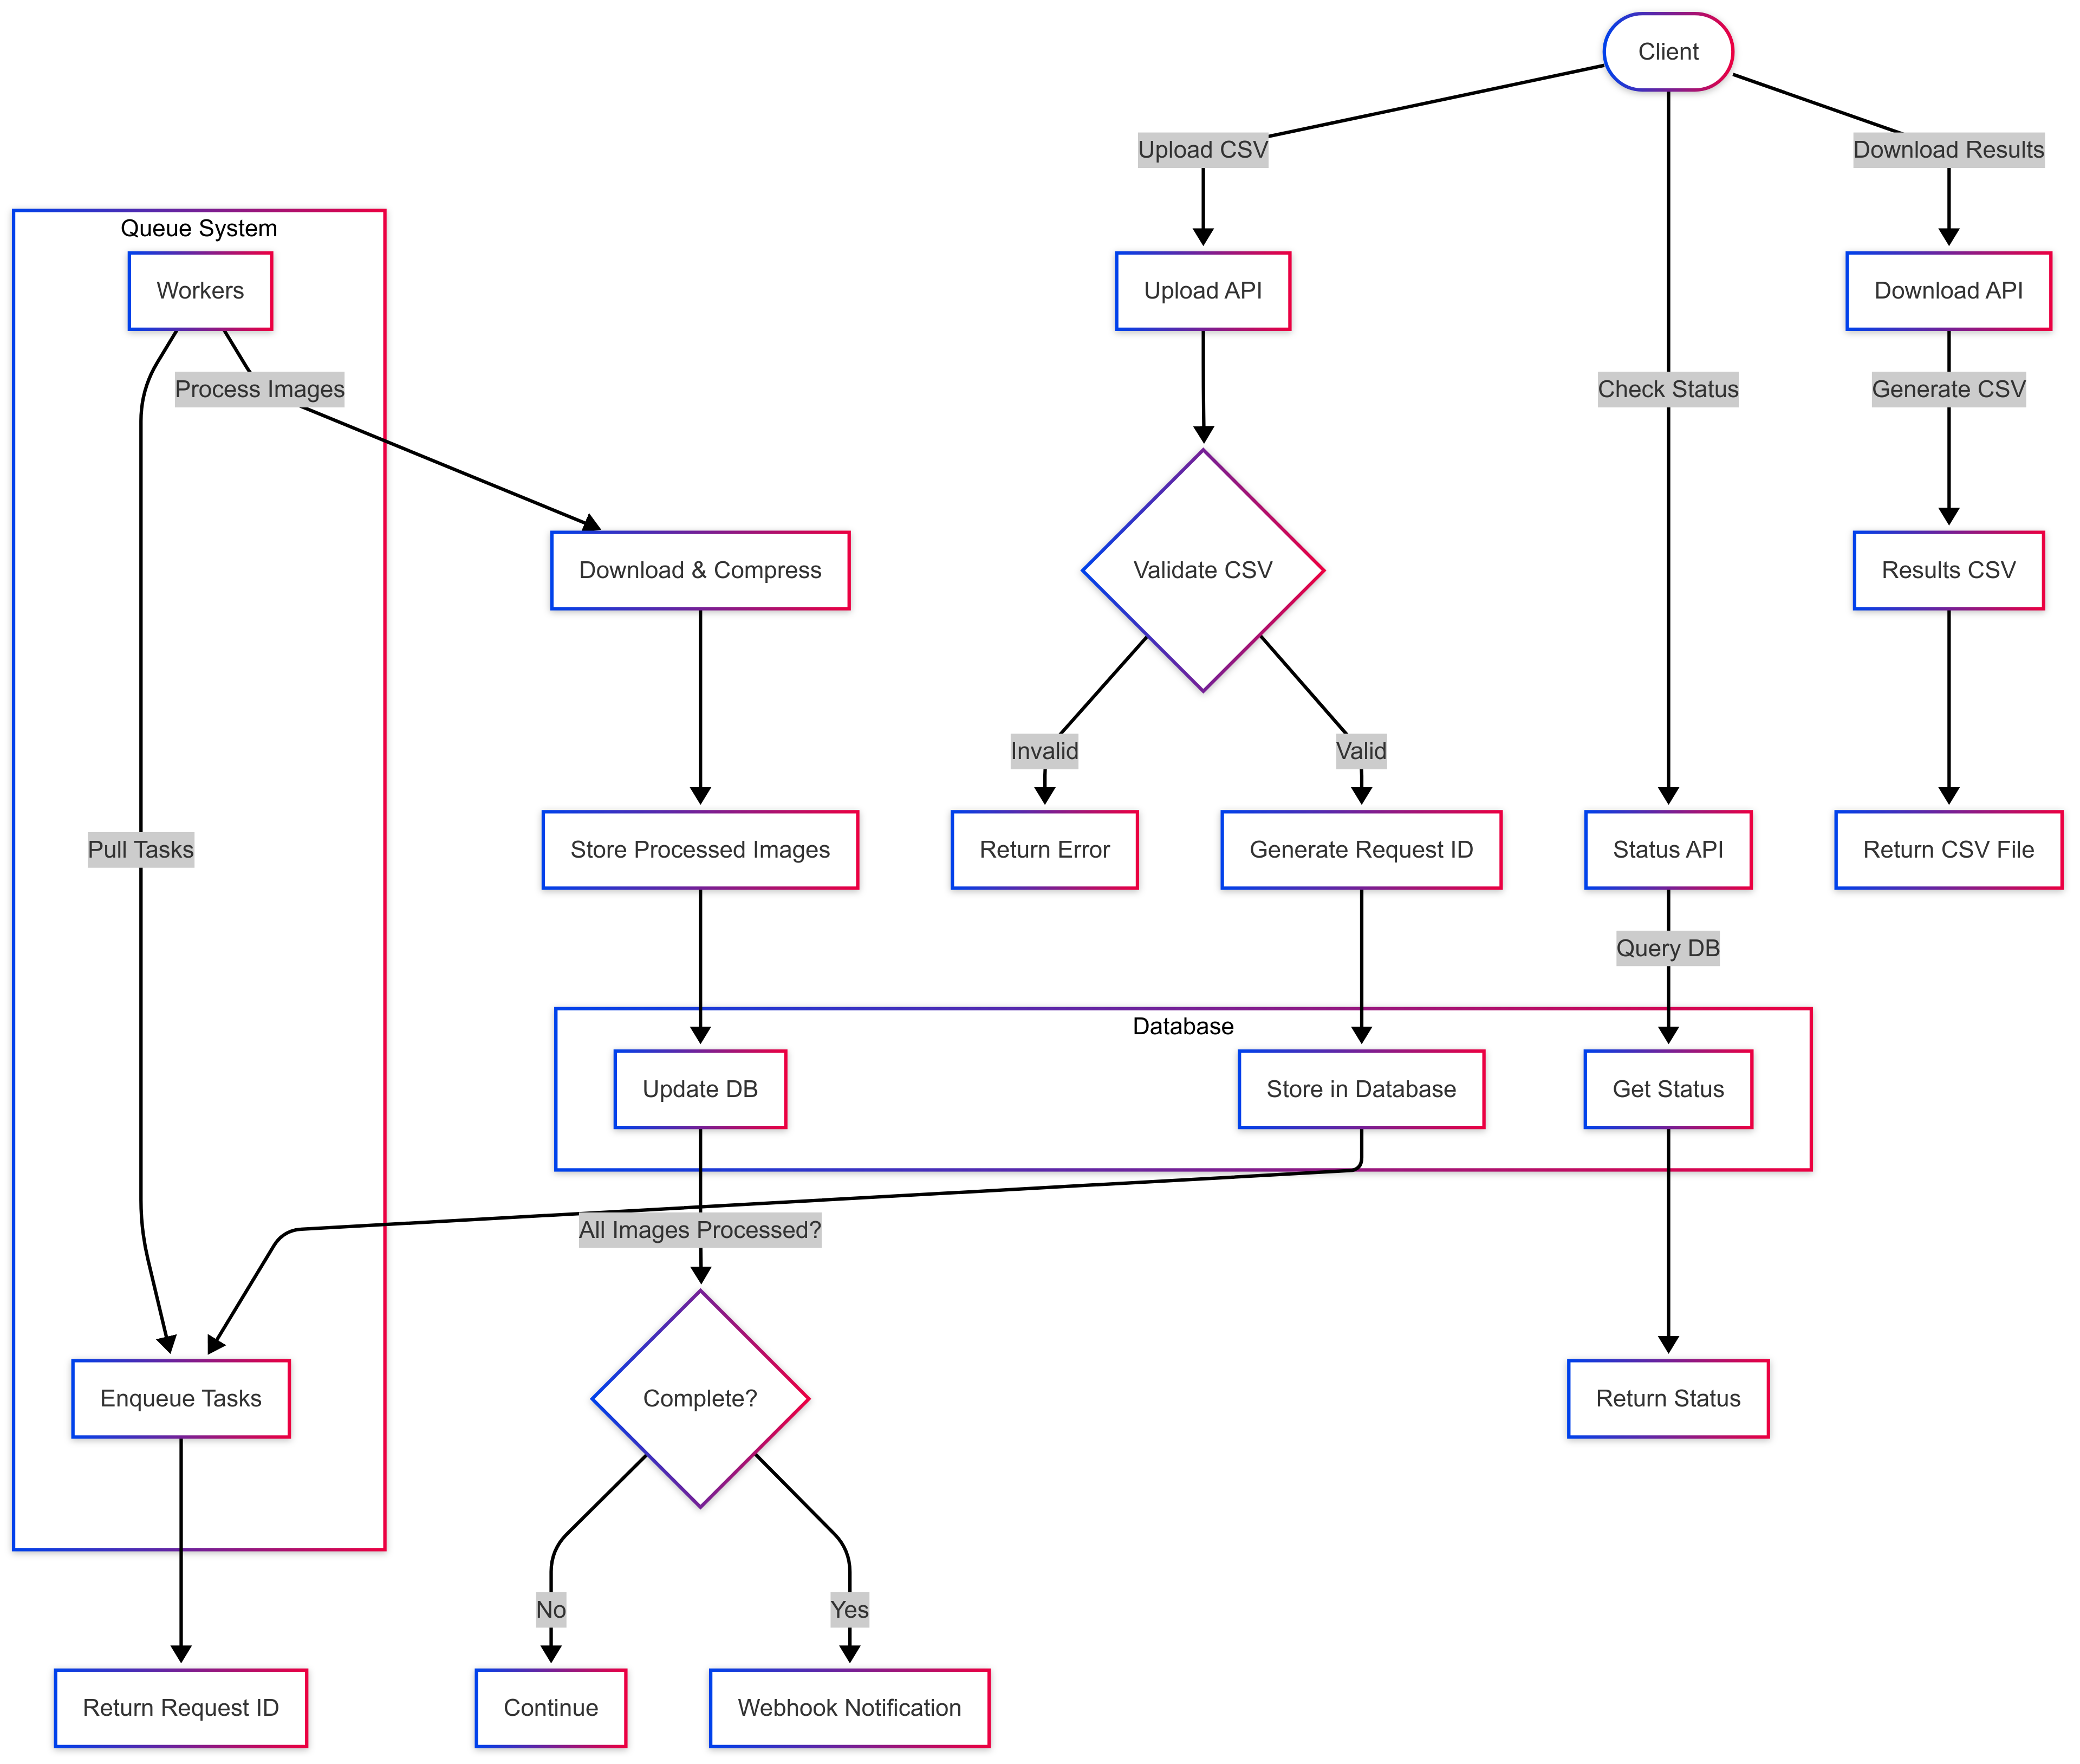 Client
Upload CSV
Download Results
Queue System
Workers
Upload API
Download API
Process Images
Check Status
Generate CSV
Download & Compress
Validate CSV
Results CSV
Invalid
Valid
Pull Tasks
Store Processed Images
Return Error
Generate Request ID
Status API
Return CSV File
Query DB
Database
Update DB
Store in Database
Get Status
All Images Processed?
Enqueue Tasks
Complete?
Return Status
No
Yes
Return Request ID
Continue
Webhook Notification